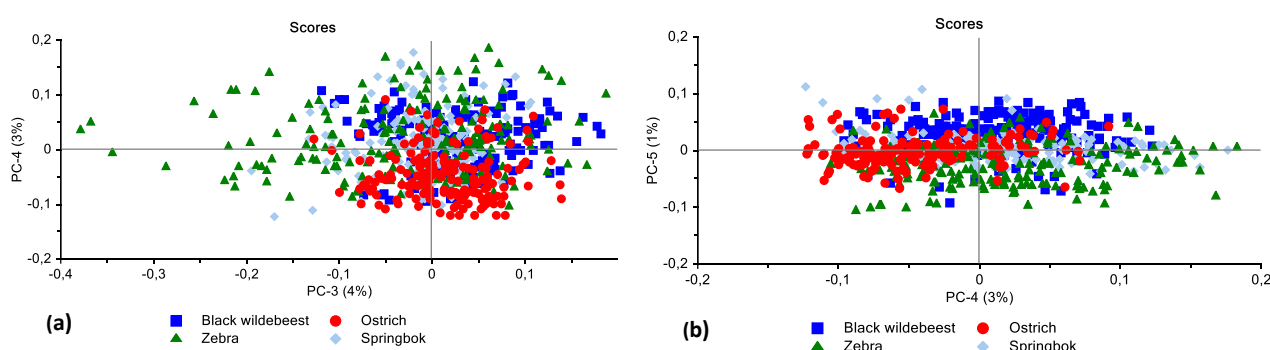 Scores
0,2
0,1
0
-0,1
-0,2
PC-4 (3%)
-0,4 -0,3 -0,2 -0,1 0 0,1
PC-3 (4%)
(a)
Black wildebeest Ostrich
Zebra Springbok
Scores
0,2
0,1
0
-0,1
-0,2
PC-5 (1%)
-0,2 -0,1 0 0,1 0,2
PC-4 (3%)
(b)
Black wildebeest Ostrich
Zebra Springbok